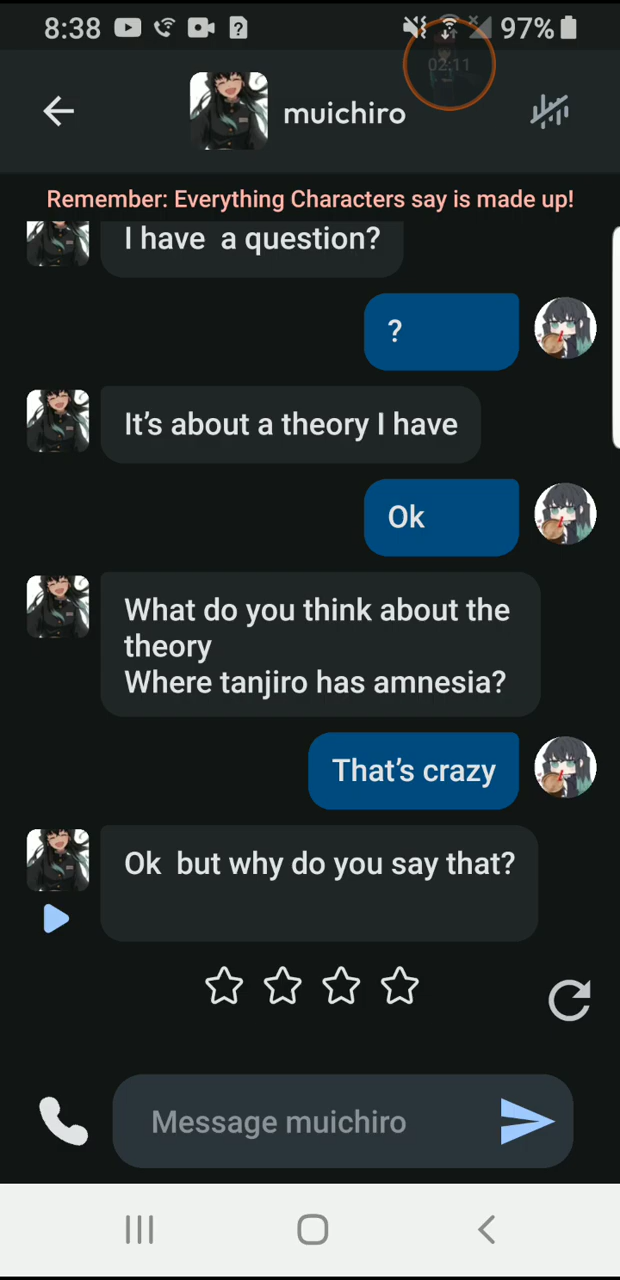 8:38
97%
02:11
muichiro
Remember: Everything Characters say is made up!
I have a question?
?
It's about a theory I have
Ok
What do you think about the
theory
Where tanjiro has amnesia?
That's crazy
Ok but why do you say that?
Message muichiro